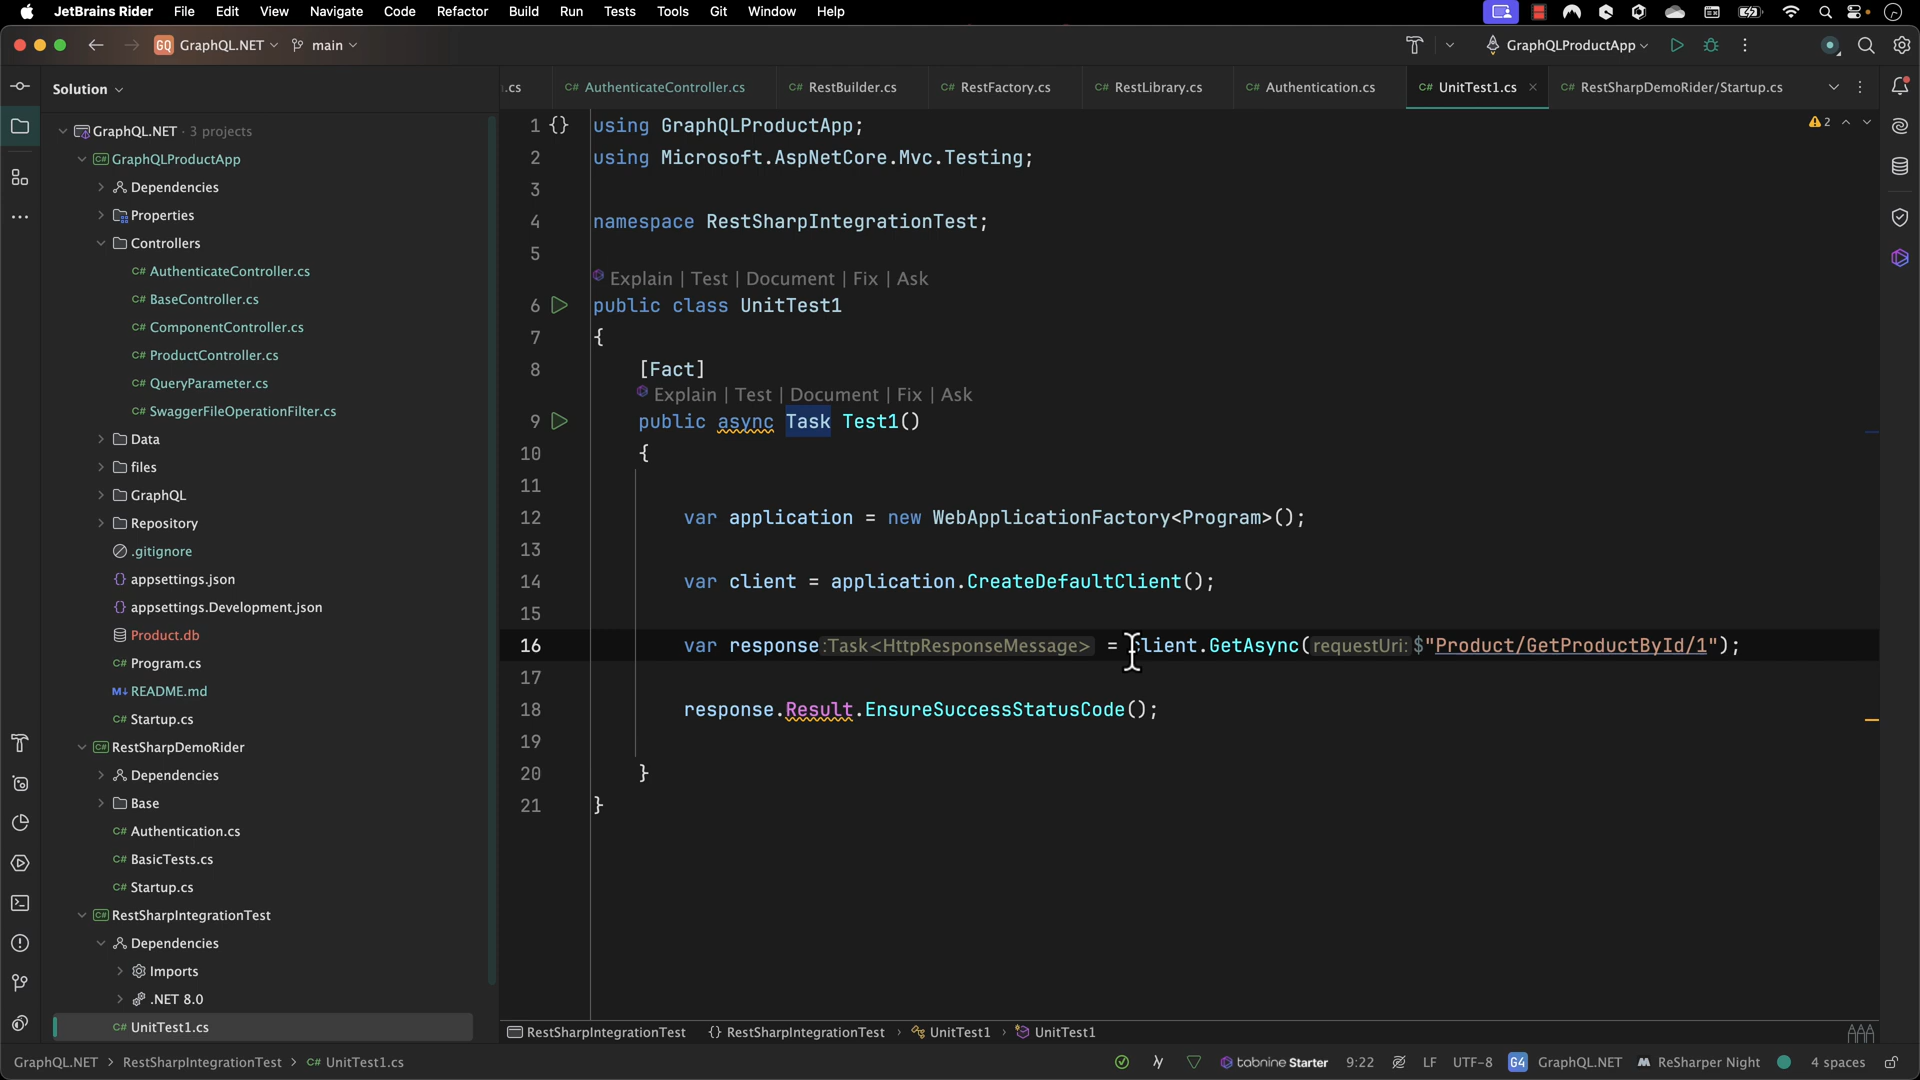 JetBrains Rider File Edit View Navigate Code Refactor Build Run Tests Tools Git Window Help
GQ GraphQL.NET main GraphQLProductApp
Solution
.cs C# AuthenticateController.cs C# RestBuilder.cs C# RestFactory.cs C# RestLibrary.cs C# Authentication.cs C# UnitTest1.cs C# RestSharpDemoRider/Startup.cs
GraphQL.NET · 3 projects
C# GraphQLProductApp
Dependencies
Properties
Controllers
C# AuthenticateController.cs
C# BaseController.cs
C# ComponentController.cs
C# ProductController.cs
C# QueryParameter.cs
C# SwaggerFileOperationFilter.cs
Data
files
GraphQL
Repository
.gitignore
{} appsettings.json
{} appsettings.Development.json
Product.db
C# Program.cs
M↓ README.md
C# Startup.cs
C# RestSharpDemoRider
Dependencies
Base
C# Authentication.cs
C# BasicTests.cs
C# Startup.cs
C# RestSharpIntegrationTest
Dependencies
Imports
.NET 8.0
C# UnitTest1.cs
2
1 {} using GraphQLProductApp;
2 using Microsoft.AspNetCore.Mvc.Testing;
3
4 namespace RestSharpIntegrationTest;
5
Explain | Test | Document | Fix | Ask
6 public class UnitTest1
7 {
8 [Fact]
Explain | Test | Document | Fix | Ask
9 public async Task Test1()
10 {
11
12 var application = new WebApplicationFactory<Program>();
13
14 var client = application.CreateDefaultClient();
15
16 var response :Task<HttpResponseMessage> = client.GetAsync( requestUri: $"Product/GetProductById/1");
17
18 response.Result.EnsureSuccessStatusCode();
19
20 }
21 }
RestSharpIntegrationTest {} RestSharpIntegrationTest › UnitTest1 › UnitTest1
GraphQL.NET > RestSharpIntegrationTest > C# UnitTest1.cs tabnine Starter 9:22 LF UTF-8 G4 GraphQL.NET ReSharper Night 4 spaces